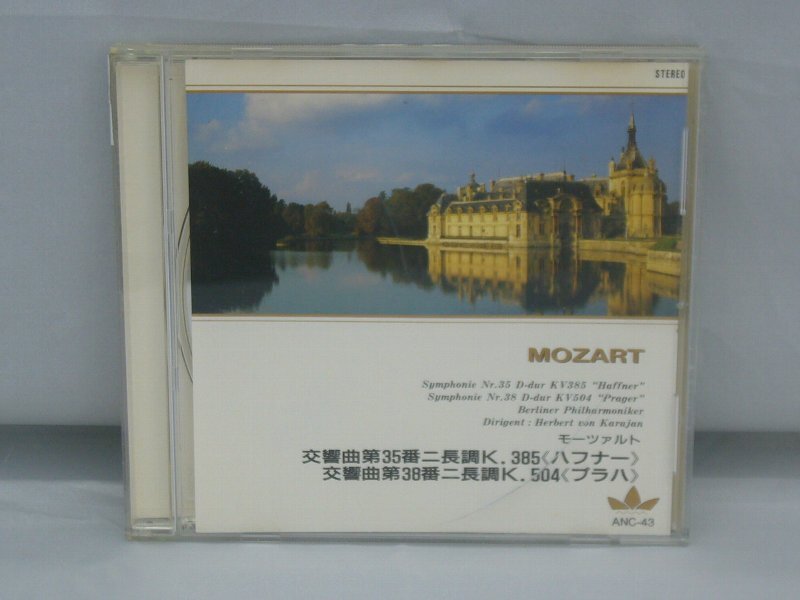 STEREO
MOZART
Symphonie Nr.35 D-dur KV385 "Haffner"
Symphonie Nr.38 D-dur KV504 "Prager"
Berliner Philharmoniker
Dirigent : Herbert von Karajan
モーツァルト
交響曲第35番ニ長調K. 385《ハフナー》
交響曲第38番ニ長調K. 504《プラハ》
ANC-43